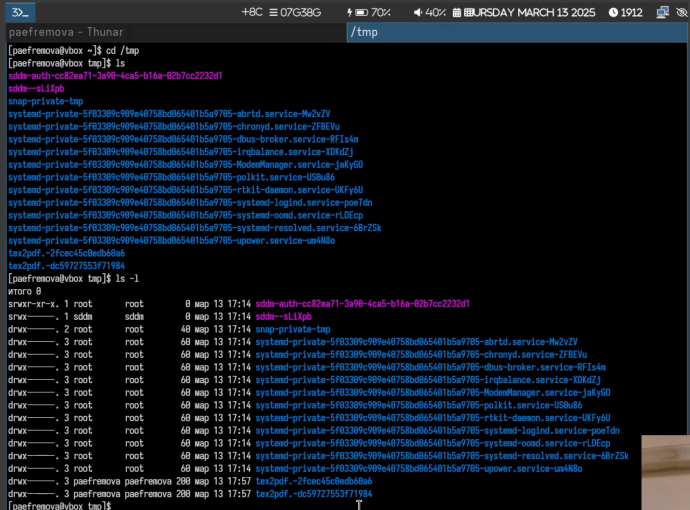 3>_ +8C 07G38G 70% 40% URSDAY MARCH 13 2025 1912
paefremova - Thunar /tmp
[paefremova@vbox ~]$ cd /tmp
[paefremova@vbox tmp]$ ls
sddm-auth-cc82ea71-3a90-4ca5-b16a-02b7cc2232d1
sddm--sLiXpb
snap-private-tmp
systemd-private-5f03309c909e40758bd065401b5a9705-abrtd.service-Mw2vZV
systemd-private-5f03309c909e40758bd065401b5a9705-chronyd.service-ZFBEVu
systemd-private-5f03309c909e40758bd065401b5a9705-dbus-broker.service-RFIs4m
systemd-private-5f03309c909e40758bd065401b5a9705-irqbalance.service-XDKdZj
systemd-private-5f03309c909e40758bd065401b5a9705-ModemManager.service-jaKyGO
systemd-private-5f03309c909e40758bd065401b5a9705-polkit.service-US0u86
systemd-private-5f03309c909e40758bd065401b5a9705-rtkit-daemon.service-UKFy6U
systemd-private-5f03309c909e40758bd065401b5a9705-systemd-logind.service-poeTdn
systemd-private-5f03309c909e40758bd065401b5a9705-systemd-oomd.service-rLDEcp
systemd-private-5f03309c909e40758bd065401b5a9705-systemd-resolved.service-6BrZSk
systemd-private-5f03309c909e40758bd065401b5a9705-upower.service-um4N8o
tex2pdf.-2fcec45c0edb60a6
tex2pdf.-dc59727553f71984
[paefremova@vbox tmp]$ ls -l
итого 0
srwxr-xr-x. 1 root root 0 мар 13 17:14 sddm-auth-cc82ea71-3a90-4ca5-b16a-02b7cc2232d1
srwx------. 1 sddm sddm 0 мар 13 17:14 sddm--sLiXpb
drwx------. 2 root root 40 мар 13 17:14 snap-private-tmp
drwx------. 3 root root 60 мар 13 17:14 systemd-private-5f03309c909e40758bd065401b5a9705-abrtd.service-Mw2vZV
drwx------. 3 root root 60 мар 13 17:14 systemd-private-5f03309c909e40758bd065401b5a9705-chronyd.service-ZFBEVu
drwx------. 3 root root 60 мар 13 17:14 systemd-private-5f03309c909e40758bd065401b5a9705-dbus-broker.service-RFIs4m
drwx------. 3 root root 60 мар 13 17:14 systemd-private-5f03309c909e40758bd065401b5a9705-irqbalance.service-XDKdZj
drwx------. 3 root root 60 мар 13 17:14 systemd-private-5f03309c909e40758bd065401b5a9705-ModemManager.service-jaKyGO
drwx------. 3 root root 60 мар 13 17:14 systemd-private-5f03309c909e40758bd065401b5a9705-polkit.service-US0u86
drwx------. 3 root root 60 мар 13 17:14 systemd-private-5f03309c909e40758bd065401b5a9705-rtkit-daemon.service-UKFy6U
drwx------. 3 root root 60 мар 13 17:14 systemd-private-5f03309c909e40758bd065401b5a9705-systemd-logind.service-poeTdn
drwx------. 3 root root 60 мар 13 17:14 systemd-private-5f03309c909e40758bd065401b5a9705-systemd-oomd.service-rLDEcp
drwx------. 3 root root 60 мар 13 17:14 systemd-private-5f03309c909e40758bd065401b5a9705-systemd-resolved.service-6BrZSk
drwx------. 3 root root 60 мар 13 17:14 systemd-private-5f03309c909e40758bd065401b5a9705-upower.service-um4N8o
drwx------. 3 paefremova paefremova 200 мар 13 17:57 tex2pdf.-2fcec45c0edb60a6
drwx------. 3 paefremova paefremova 200 мар 13 17:57 tex2pdf.-dc59727553f71984
[paefremova@vbox tmp]$